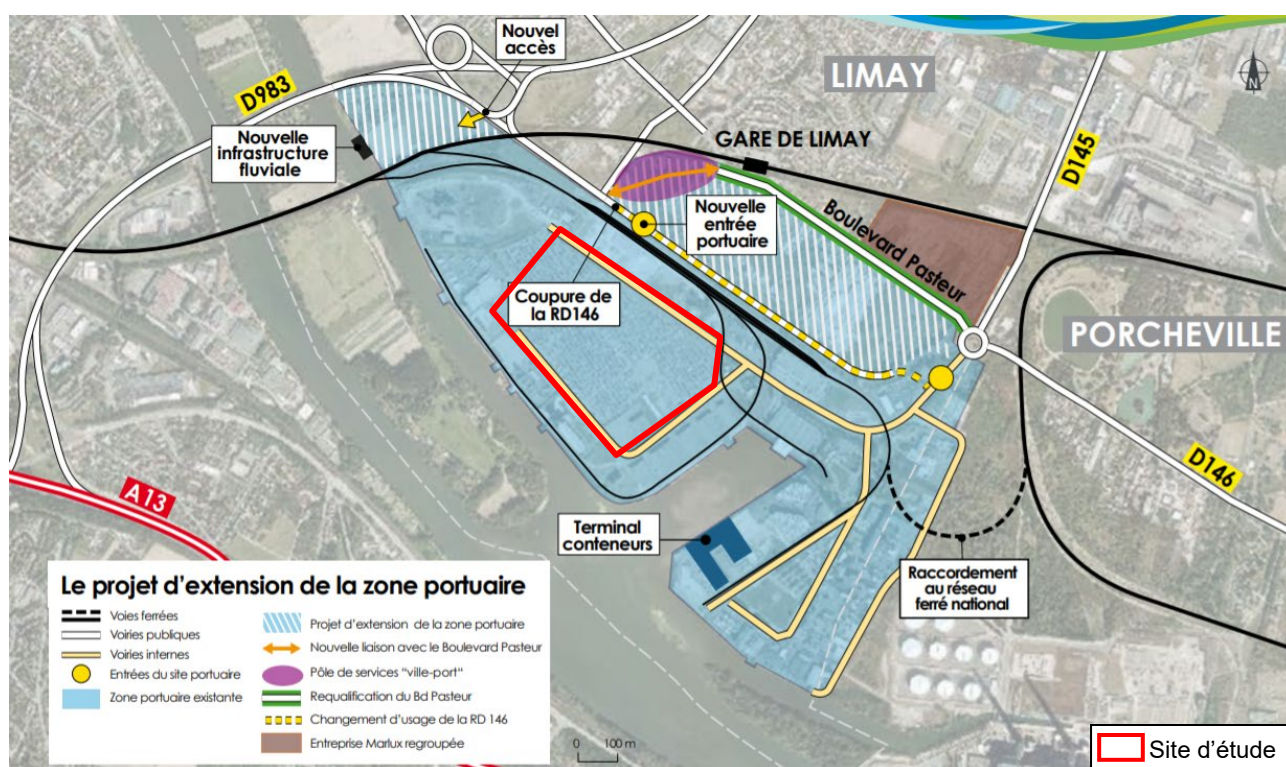 Nouvel
accès
LIMAY
N
D983
Nouvelle
infrastructure
fluviale
GARE DE LIMAY
D145
Nouvelle
entrée
portuaire
Boulevard Pasteur
Coupure de
la RD146
PORCHEVILLE
D146
A13
Terminal
conteneurs
Raccordement
au réseau
ferré national
Le projet d'extension de la zone portuaire
Voies ferrées
Voiries publiques
Voiries internes
Entrées du site portuaire
Zone portuaire existante
Projet d'extension de la zone portuaire
Nouvelle liaison avec le Boulevard Pasteur
Pôle de services "ville-port"
Requalification du Bd Pasteur
Changement d'usage de la RD 146
Entreprise Marlux regroupée
0 100 m
Site d'étude